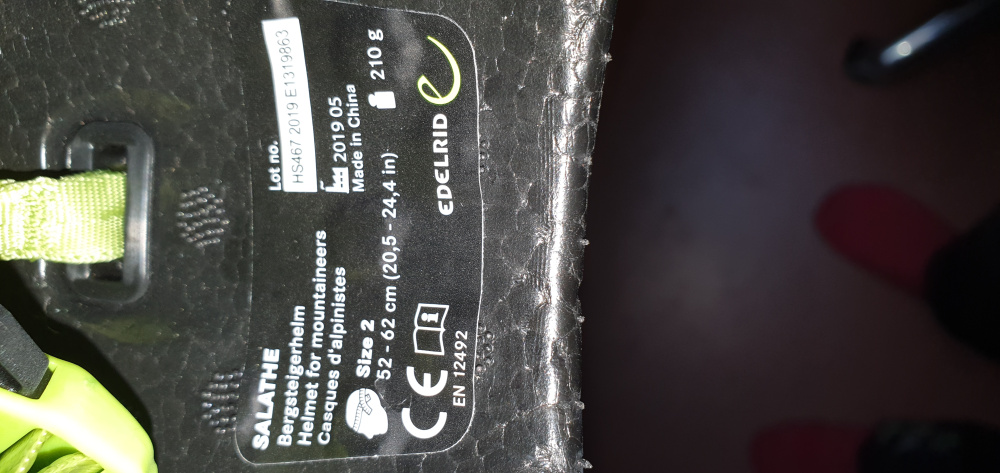 SALATHE
Bergsteigerhelm
Helmet for mountaineers
Casques d'alpinistes
Size 2
52 - 62 cm (20,5 - 24,4 in)
CE
EN 12492
Lot no.
HS467 2019 E1319863
2019 05
Made in China
210 g
EDELRID